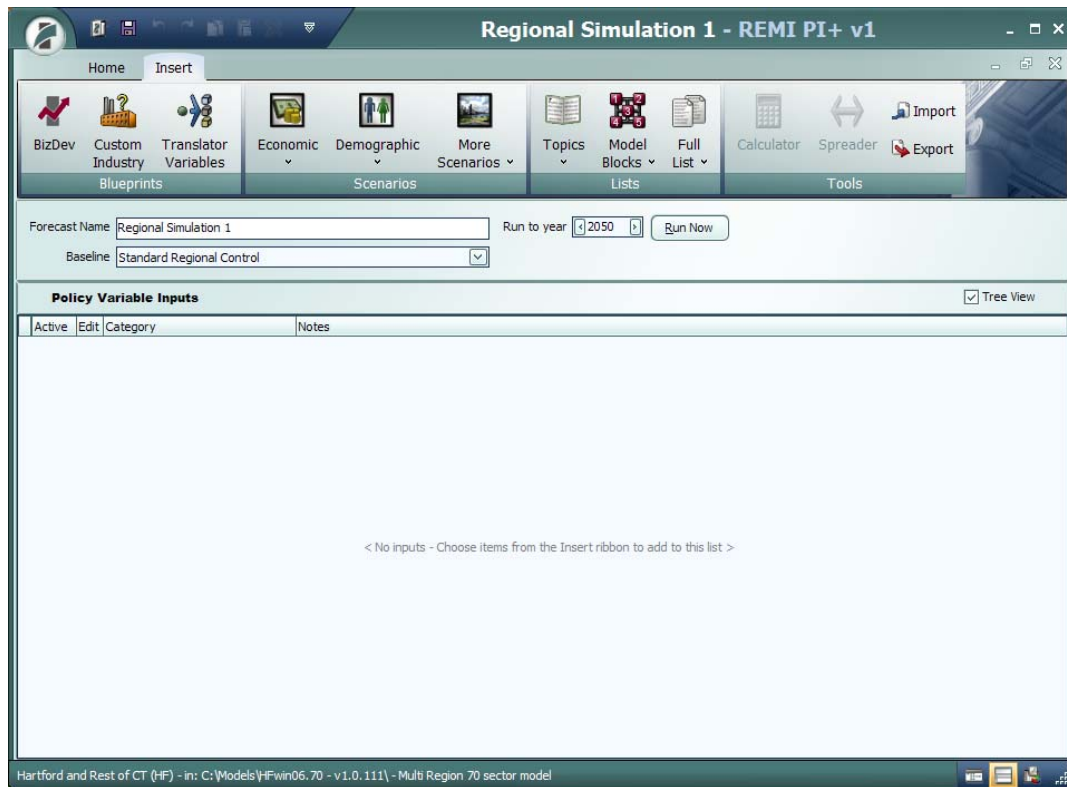 Regional Simulation 1 - REMI PI+ v1
Home Insert
BizDev Custom Industry Translator Variables Economic Demographic More Scenarios Topics Model Blocks Full List Calculator Spreader Import
Export
Blueprints Scenarios Lists Tools
Forecast Name Regional Simulation 1 Run to year 2050 Run Now
Baseline Standard Regional Control
Policy Variable Inputs Tree View
Active Edit Category Notes
< No inputs - Choose items from the Insert ribbon to add to this list >
Hartford and Rest of CT (HF) - in: C:\Models\HFwin06.70 - v1.0.111\ - Multi Region 70 sector model